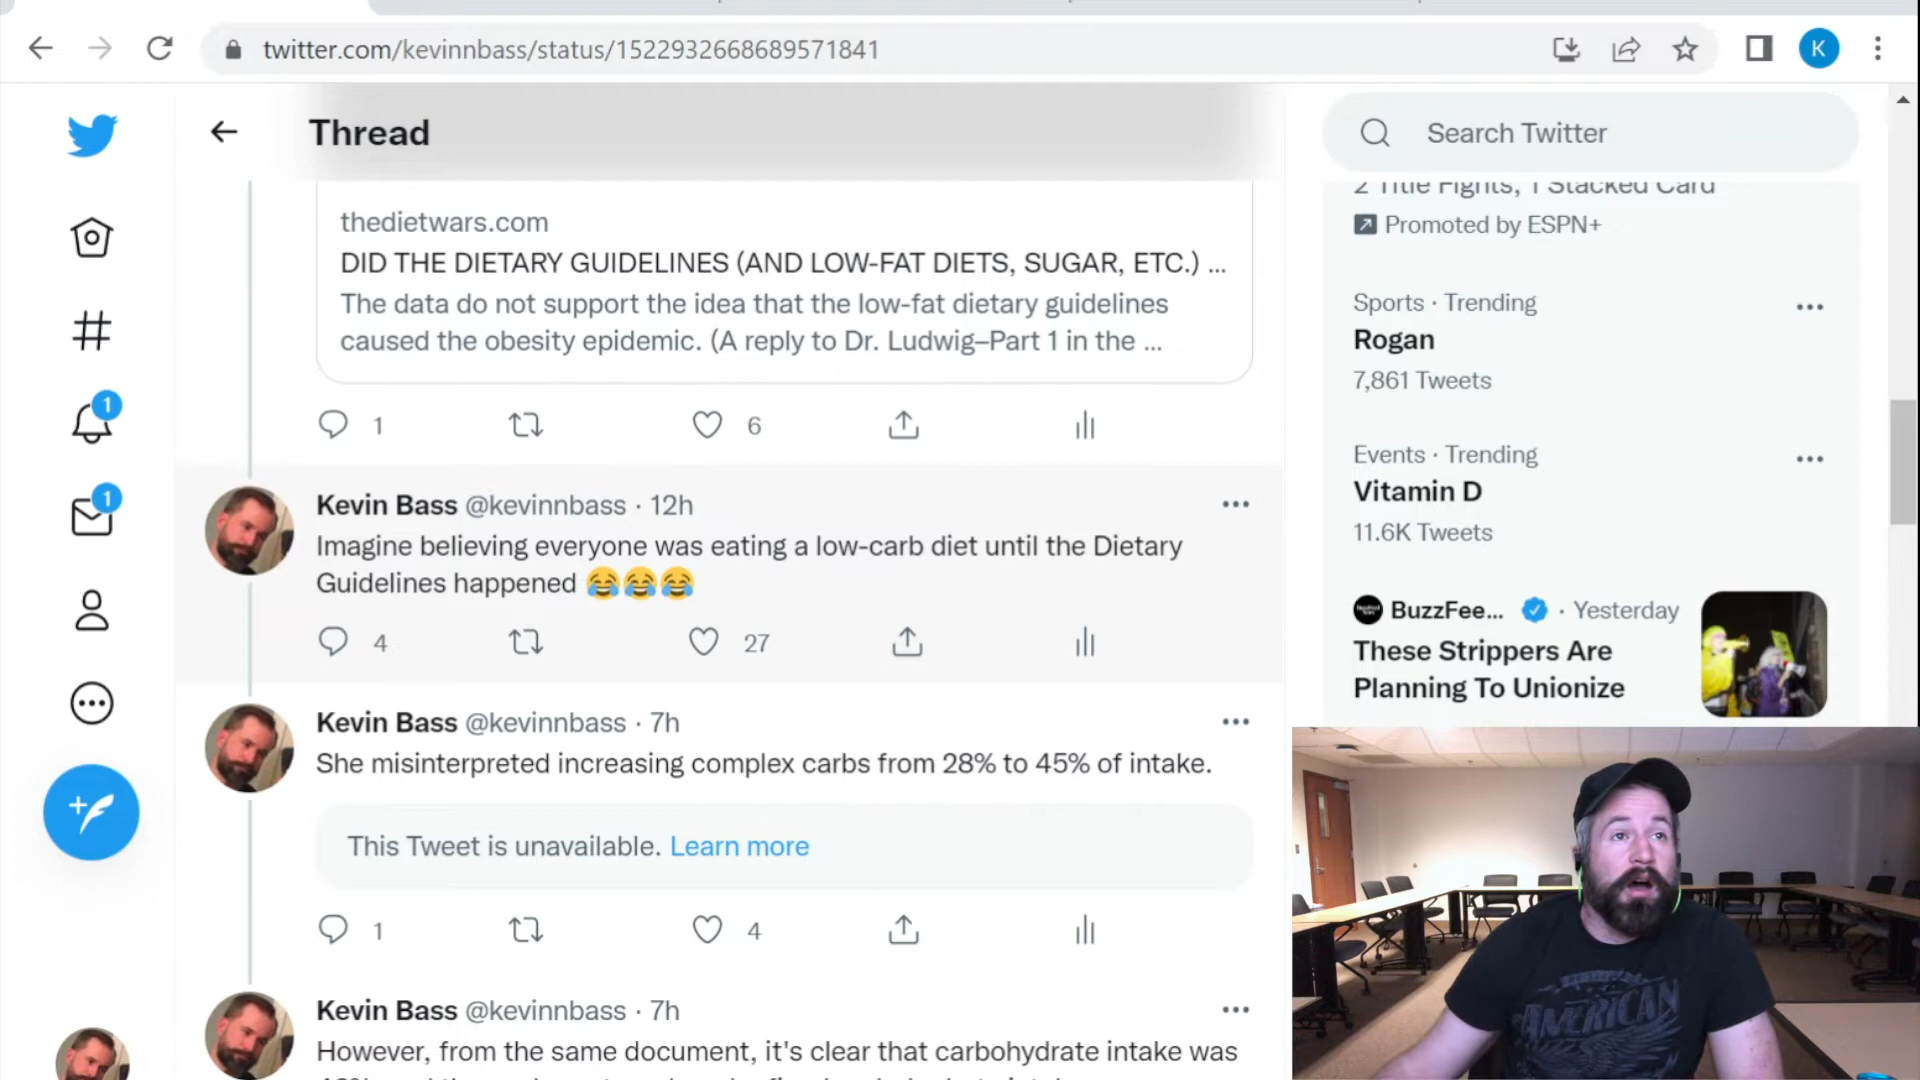 twitter.com/kevinnbass/status/1522932668689571841
K
Thread
Search Twitter
thedietwars.com
DID THE DIETARY GUIDELINES (AND LOW-FAT DIETS, SUGAR, ETC.) ...
The data do not support the idea that the low-fat dietary guidelines
caused the obesity epidemic. (A reply to Dr. Ludwig–Part 1 in the ...
1 6
Kevin Bass @kevinnbass · 12h
Imagine believing everyone was eating a low-carb diet until the Dietary
Guidelines happened 😂😂😂
4 27
Kevin Bass @kevinnbass · 7h
She misinterpreted increasing complex carbs from 28% to 45% of intake.
This Tweet is unavailable. Learn more
1 4
Kevin Bass @kevinnbass · 7h
However, from the same document, it's clear that carbohydrate intake was
1
1
2 Title Fights, 1 Stacked Card
Promoted by ESPN+
Sports · Trending
Rogan
7,861 Tweets
Events · Trending
Vitamin D
11.6K Tweets
BuzzFee... · Yesterday
These Strippers Are
Planning To Unionize
AMERICAN